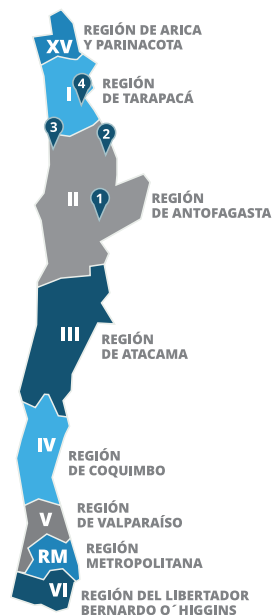 XV
REGIÓN DE ARICA
Y PARINACOTA
I
4
REGIÓN
DE TARAPACÁ
3
2
II
1
REGIÓN
DE ANTOFAGASTA
III
REGIÓN
DE ATACAMA
IV
REGIÓN
DE COQUIMBO
V
REGIÓN
DE VALPARAÍSO
RM
REGIÓN
METROPOLITANA
VI
REGIÓN DEL LIBERTADOR
BERNARDO O´HIGGINS